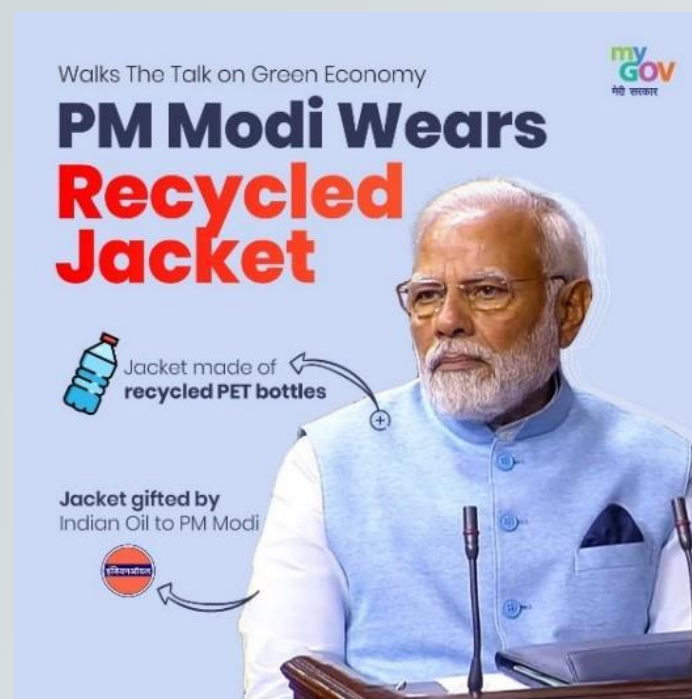 Walks The Talk on Green Economy
my
GOV
मेरी सरकार
PM Modi Wears
Recycled
Jacket
Jacket made of
recycled PET bottles
Jacket gifted by
Indian Oil to PM Modi
इंडियनऑयल